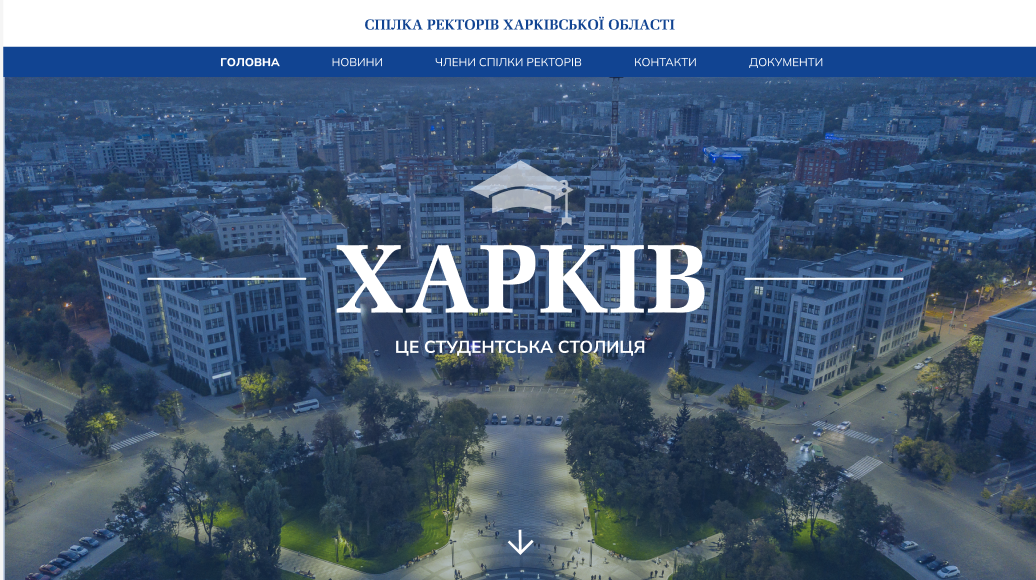 СПІЛКА РЕКТОРІВ ХАРКІВСЬКОЇ ОБЛАСТІ
ГОЛОВНА НОВИНИ ЧЛЕНИ СПІЛКИ РЕКТОРІВ КОНТАКТИ ДОКУМЕНТИ
ХАРКІВ
ЦЕ СТУДЕНТСЬКА СТОЛИЦЯ